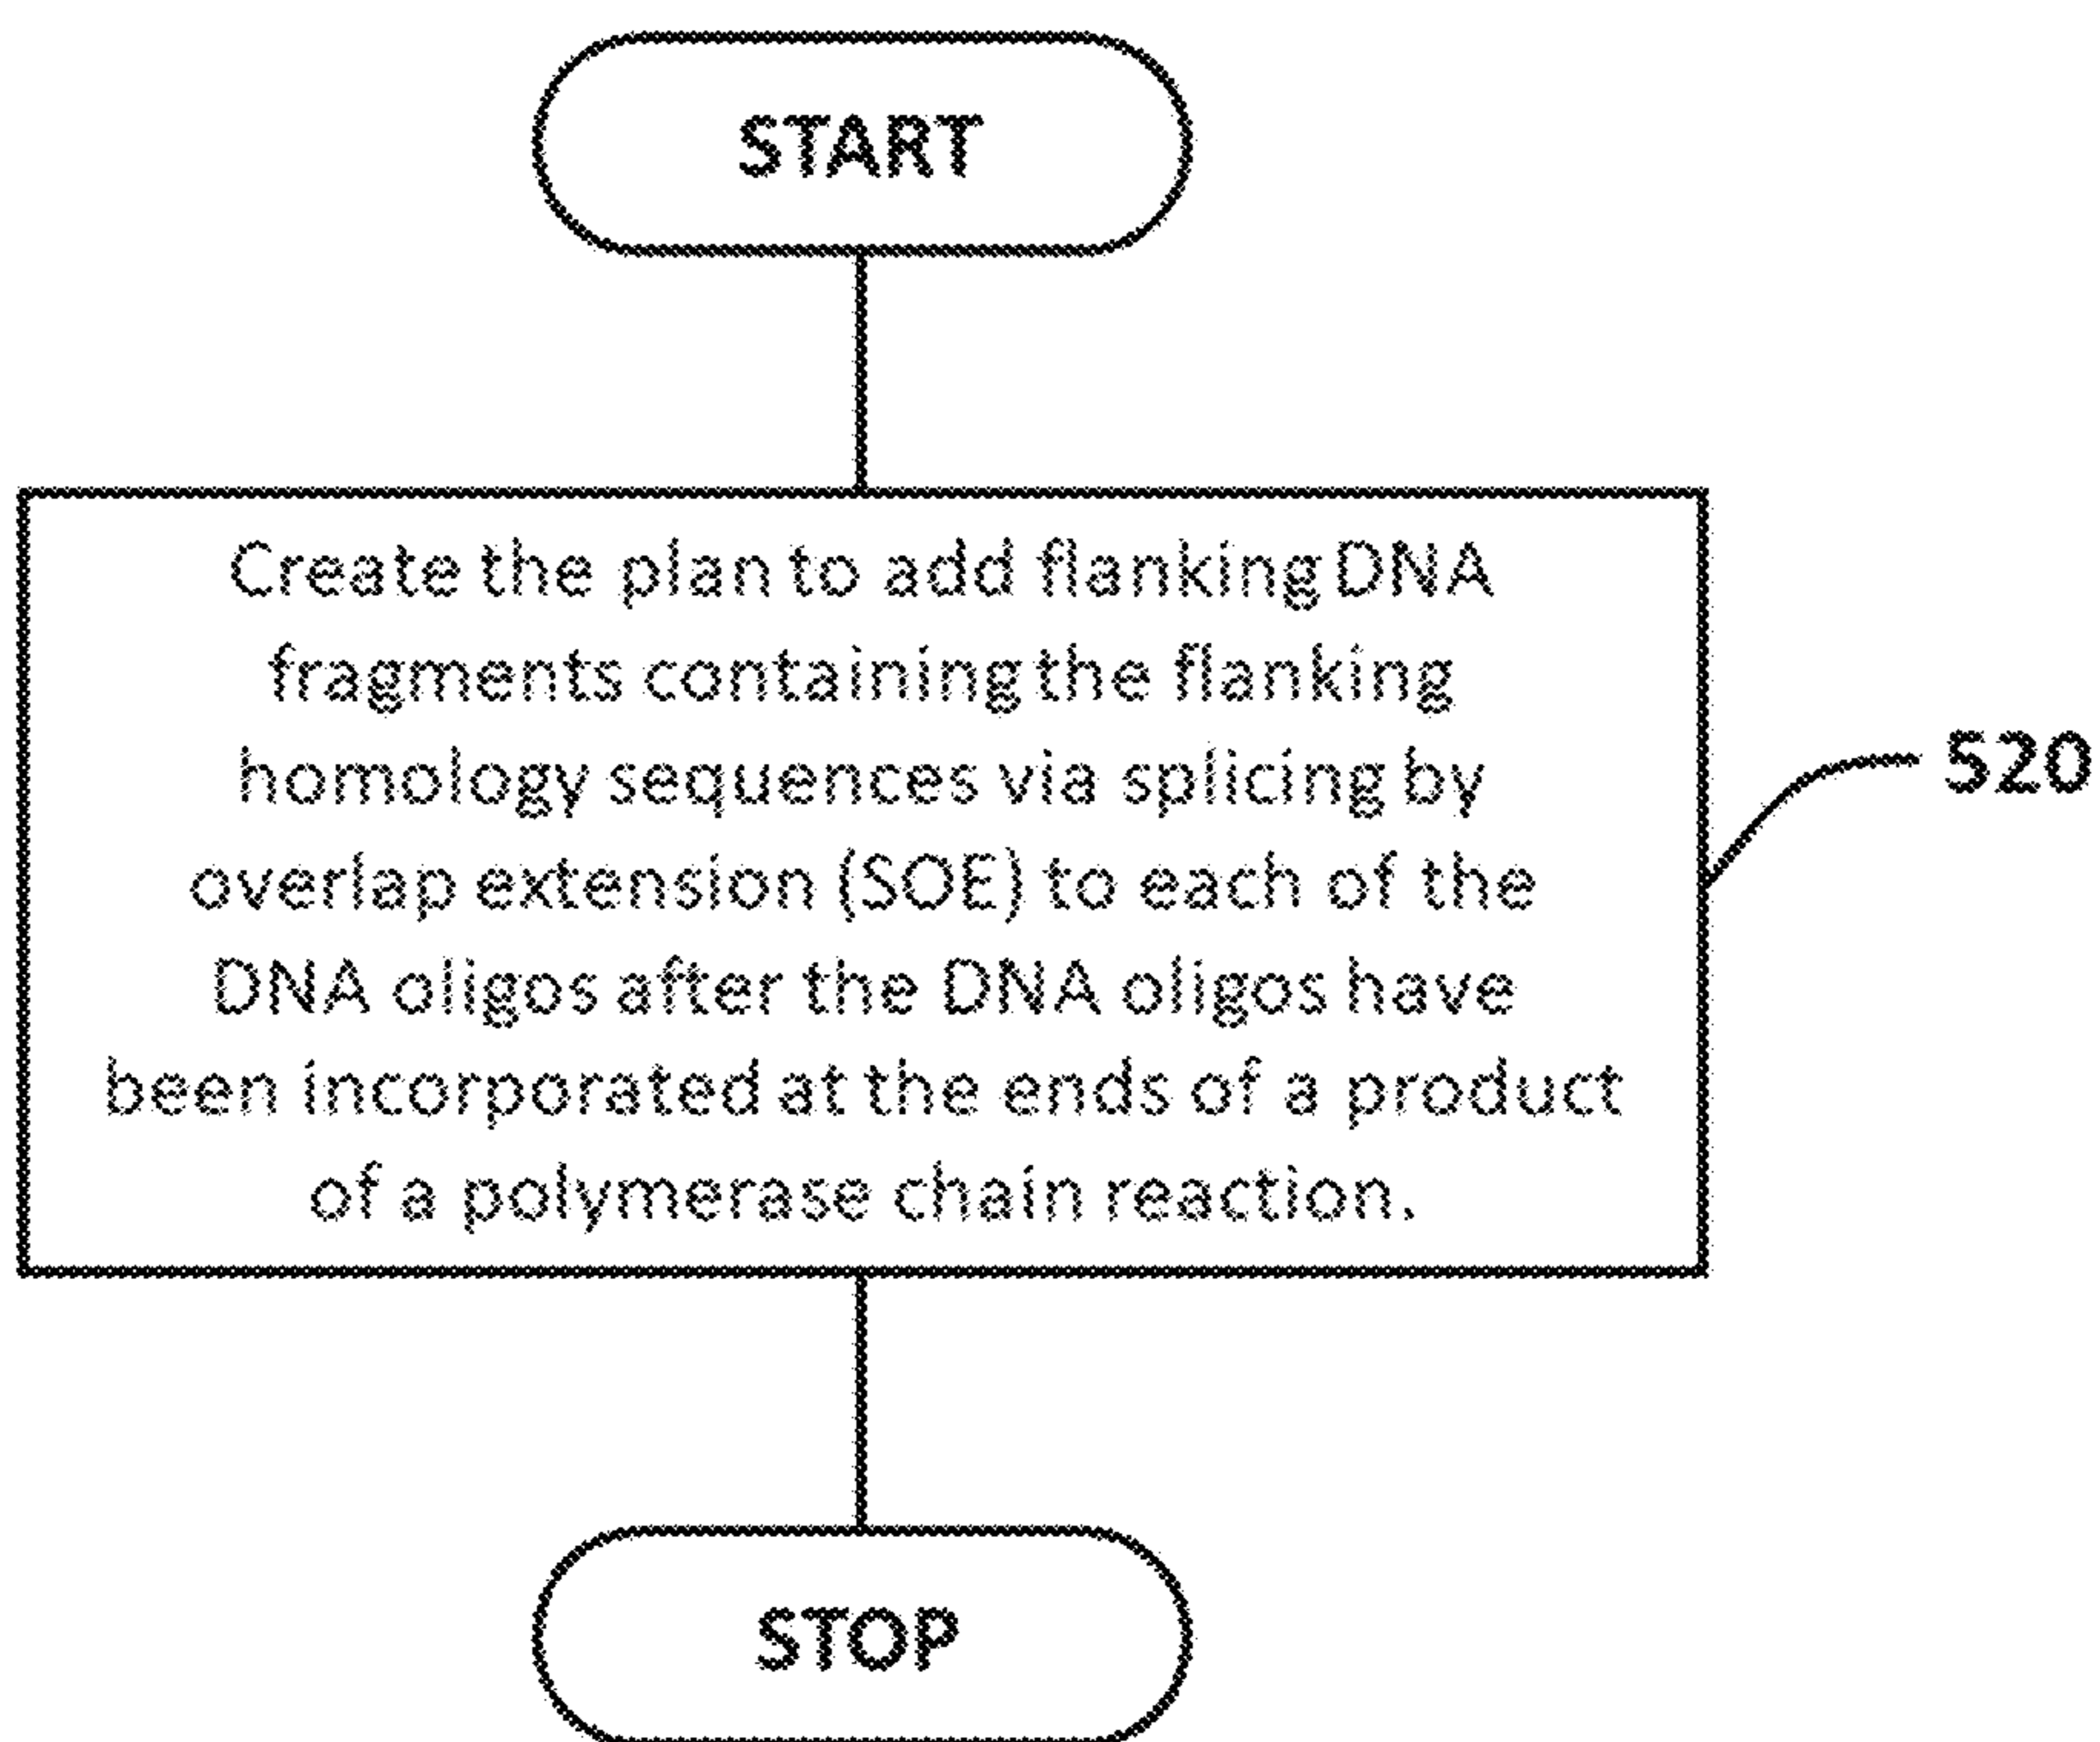 START
Create the plan to add flanking DNA
fragments containing the flanking
homology sequences via splicing by
520
overlap extension (SOE) to each of the
DNA oligos after the DNA oligos have
been incorporated at the ends of a product
of a polymerase chain reaction.
STOP